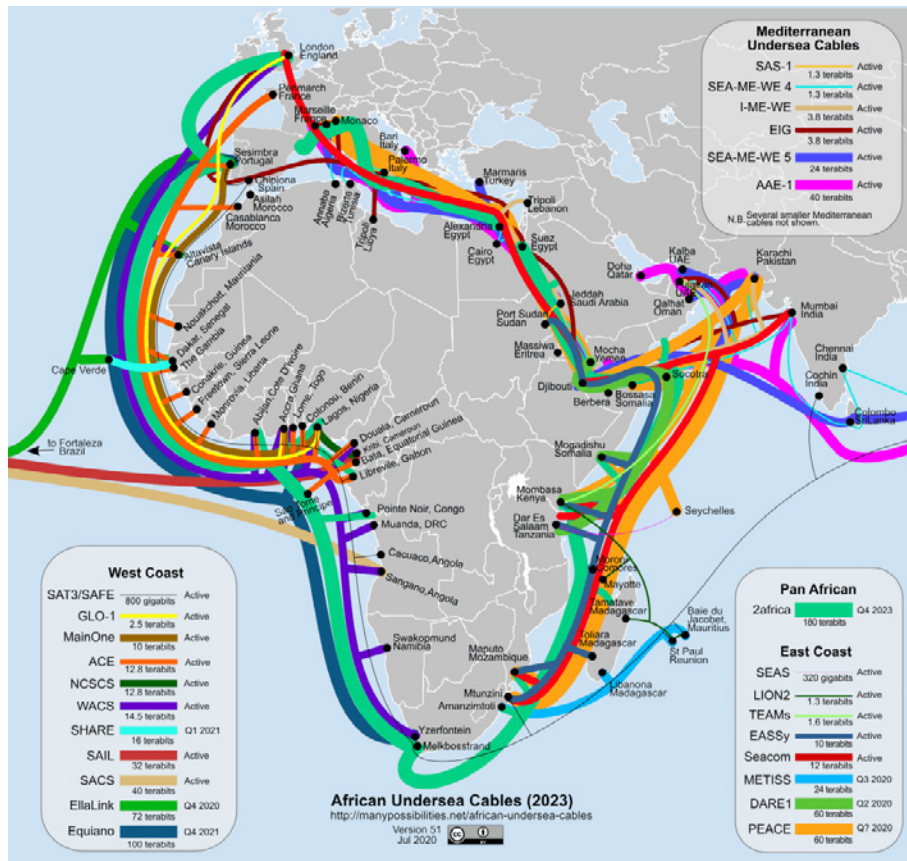 London
England
Penmarch
France
Marseille
France
Monaco
Bari
Italy
Sesimbra
Portugal
Palermo
Italy
Marmaris
Turkey
Chipiona
Spain
Asilah
Morocco
Casablanca
Morocco
Annaba
Algeria
Bizerte
Tunisia
Tripoli
Libya
Tripoli
Lebanon
Alexandria
Egypt
Cairo
Egypt
Suez
Egypt
Altavista
Canary Islands
Doha
Qatar
Kalba
UAE
Karachi
Pakistan
Qalhat
Oman
Jeddah
Saudi Arabia
Mumbai
India
Port Sudan
Sudan
Nouakchott, Mauritania
Dakar, Senegal
The Gambia
Cape Verde
Conakrie, Guinea
Freetown, Sierra Leone
Monrovia, Liberia
Abijan, Cote D'Ivoire
Accra, Ghana
Lome, Togo
Cotonou, Benin
Lagos, Nigeria
Massiwa
Eritrea
Mocha
Yemen
Djibouti
Socotra
Berbera
Bossasa
Somalia
Chennai
India
Cochin
India
Colombo
Sri Lanka
to Fortaleza
Brazil
Douala, Cameroun
Kribi, Cameroun
Bata, Equatorial Guinea
Libreville, Gabon
Sao Tome
and Principe
Mogadishu
Somalia
Mombasa
Kenya
Seychelles
Pointe Noir, Congo
Muanda, DRC
Dar Es
Salaam
Tanzania
Cacuaco, Angola
Sangano, Angola
Moroni
Comores
Mayotte
Tamatave
Madagascar
Baie du
Jacobet,
Mauritius
St Paul
Reunion
Toliara
Madagascar
Libanona
Madagascar
Swakopmund
Namibia
Maputo
Mozambique
Mtunzini
Amanzimtoti
Yzerfontein
Melkbosstrand
Mediterranean
Undersea Cables
SAS-1 Active
1.3 terabits
SEA-ME-WE 4 Active
1.3 terabits
I-ME-WE Active
3.8 terabits
EIG Active
3.8 terabits
SEA-ME-WE 5 Active
24 terabits
AAE-1 Active
40 terabits
N.B. Several smaller Mediterranean
cables not shown.
West Coast
SAT3/SAFE Active
800 gigabits
GLO-1 Active
2.5 terabits
MainOne Active
10 terabits
ACE Active
12.8 terabits
NCSCS Active
12.8 terabits
WACS Active
14.5 terabits
SHARE Q1 2021
16 terabits
SAIL Active
32 terabits
SACS Active
40 terabits
EllaLink Q4 2020
72 terabits
Equiano Q4 2021
100 terabits
Pan African
2africa Q4 2023
180 terabits
East Coast
SEAS Active
320 gigabits
LION2 Active
1.3 terabits
TEAMs Active
1.6 terabits
EASSy Active
10 terabits
Seacom Active
12 terabits
METISS Q3 2020
24 terabits
DARE1 Q2 2020
60 terabits
PEACE Q? 2020
60 terabits
African Undersea Cables (2023)
http://manypossibilities.net/african-undersea-cables
Version 51
Jul 2020
cc
BY